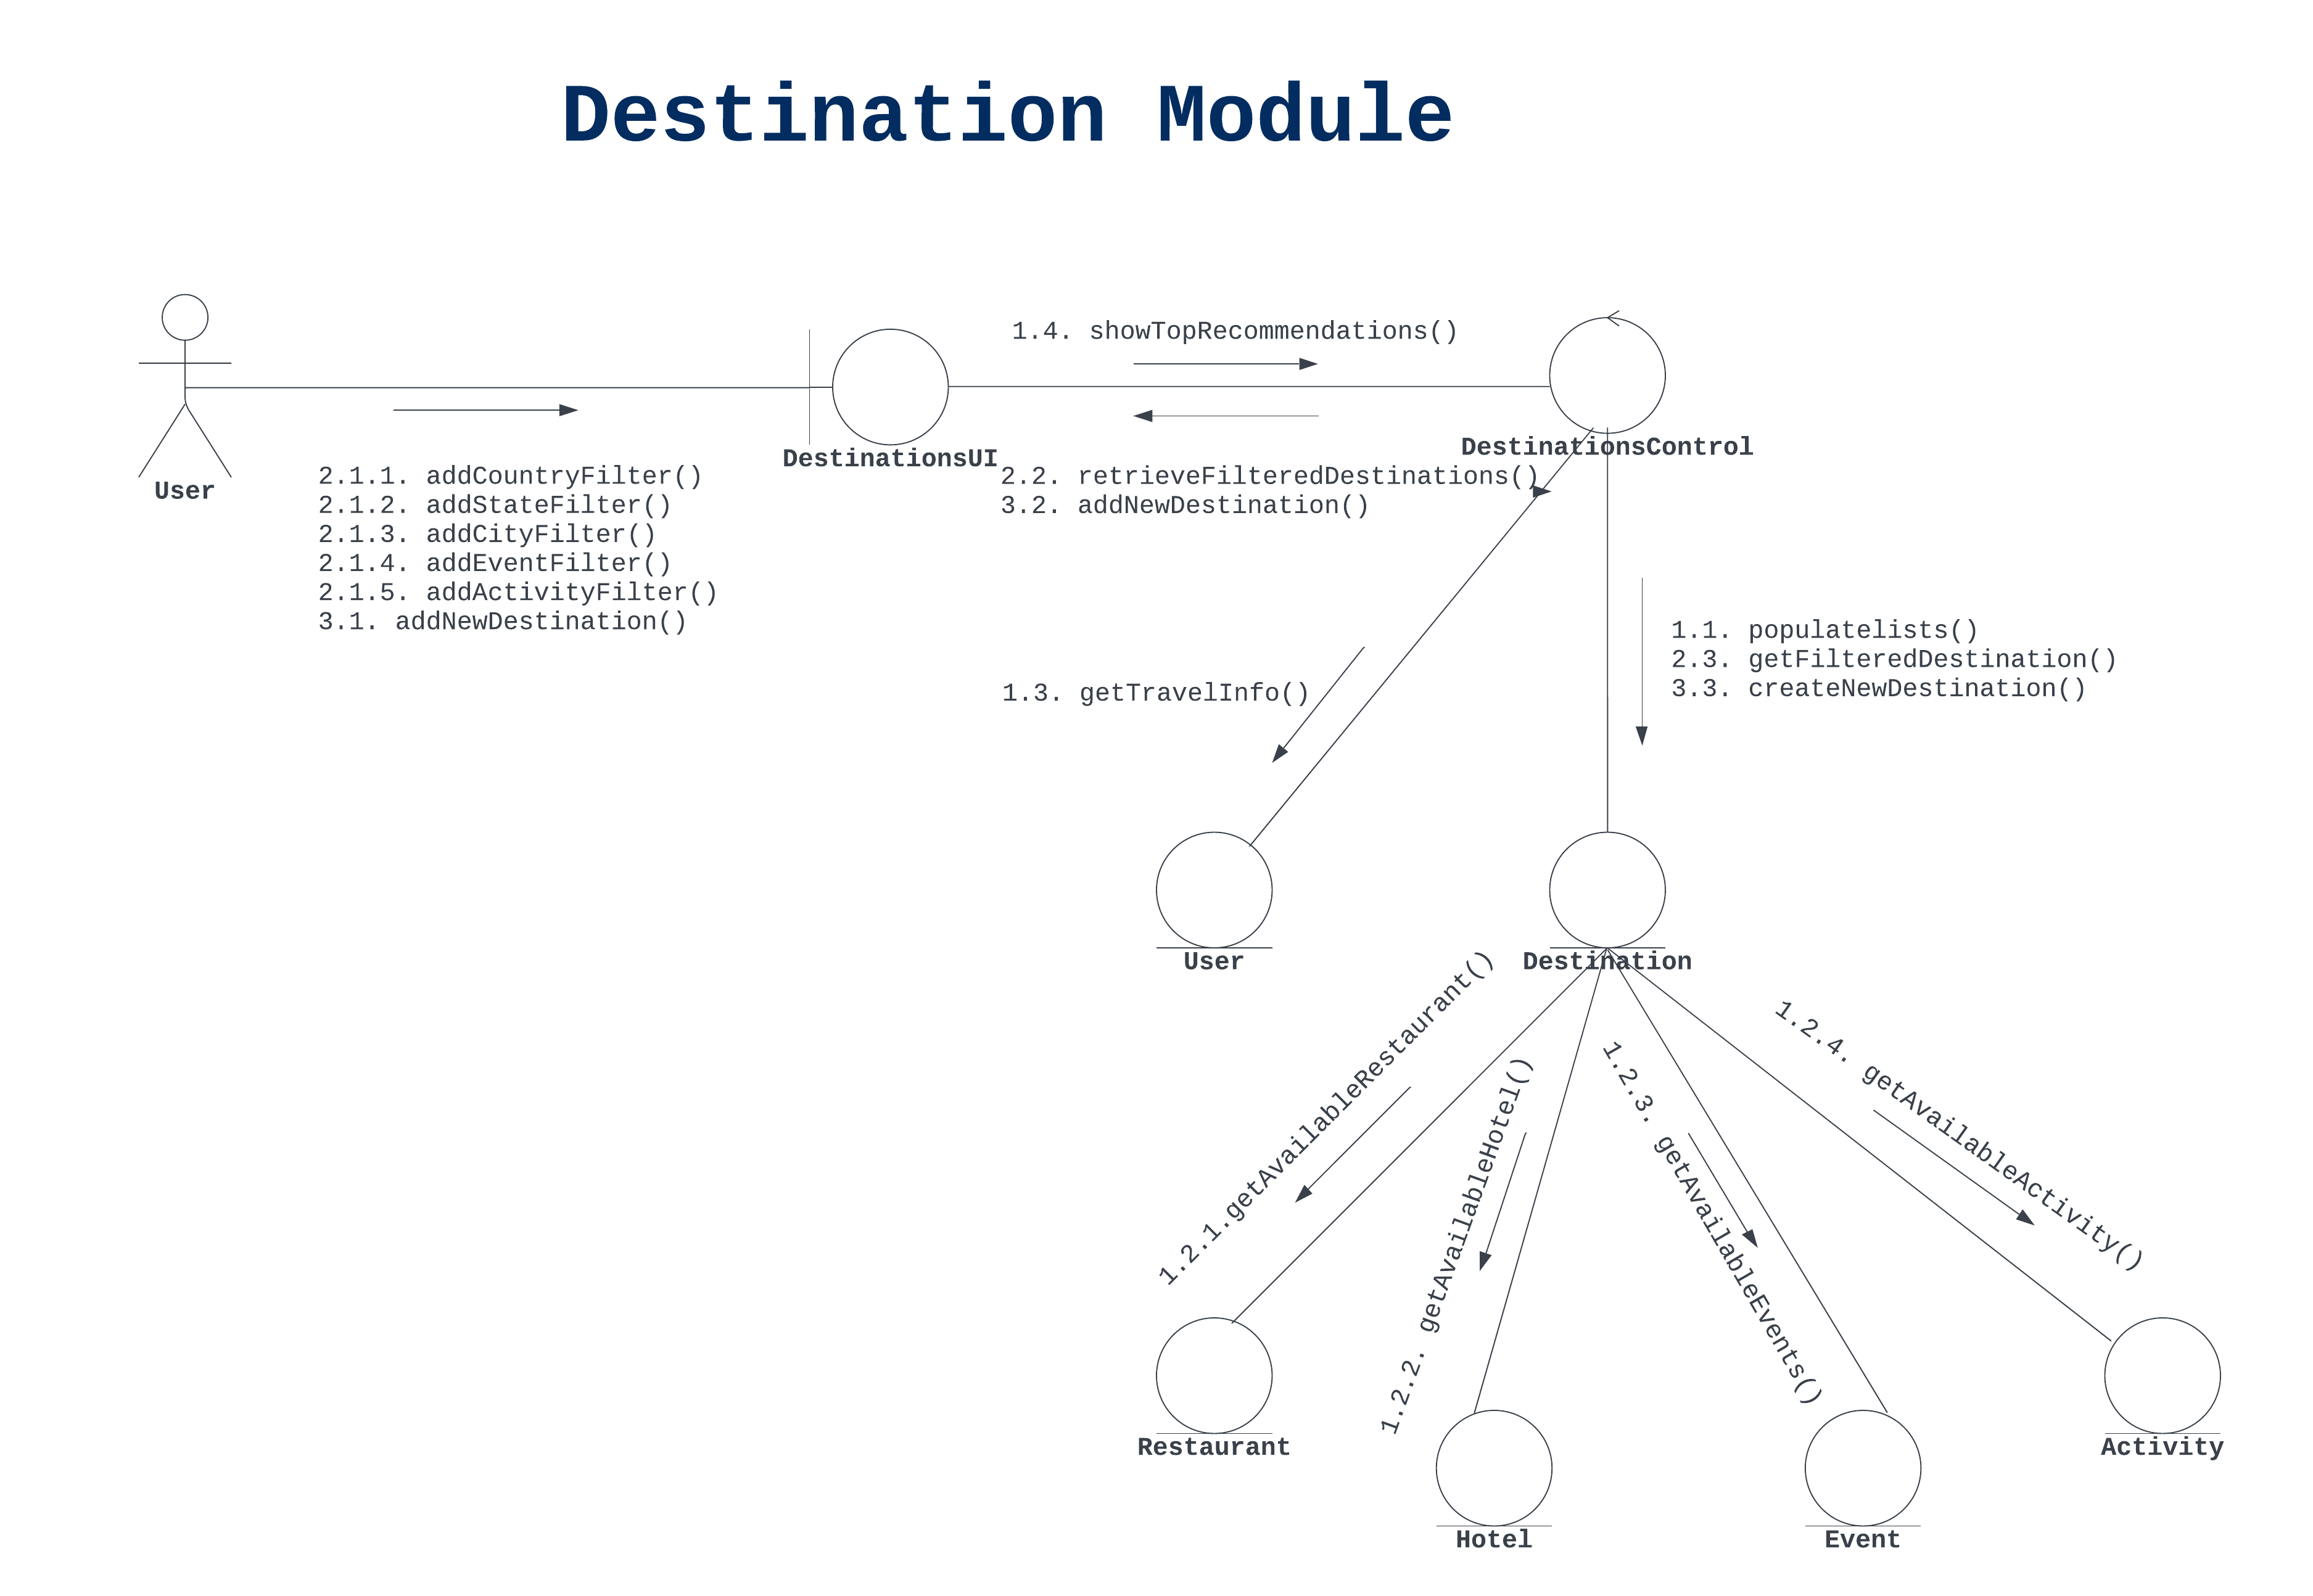 Destination Module
1.4. showTopRecommendations()
User
DestinationsUI
DestinationsControl
2.1.1. addCountryFilter()
2.1.2. addStateFilter()
2.1.3. addCityFilter()
2.1.4. addEventFilter()
2.1.5. addActivityFilter()
3.1. addNewDestination()
2.2. retrieveFilteredDestinations()
3.2. addNewDestination()
1.1. populatelists()
2.3. getFilteredDestination()
3.3. createNewDestination()
1.3. getTravelInfo()
User
Destination
1.2.1.getAvailableRestaurant()
1.2.2. getAvailableHotel()
1.2.3. getAvailableEvents()
1.2.4. getAvailableActivity()
Restaurant
Hotel
Event
Activity